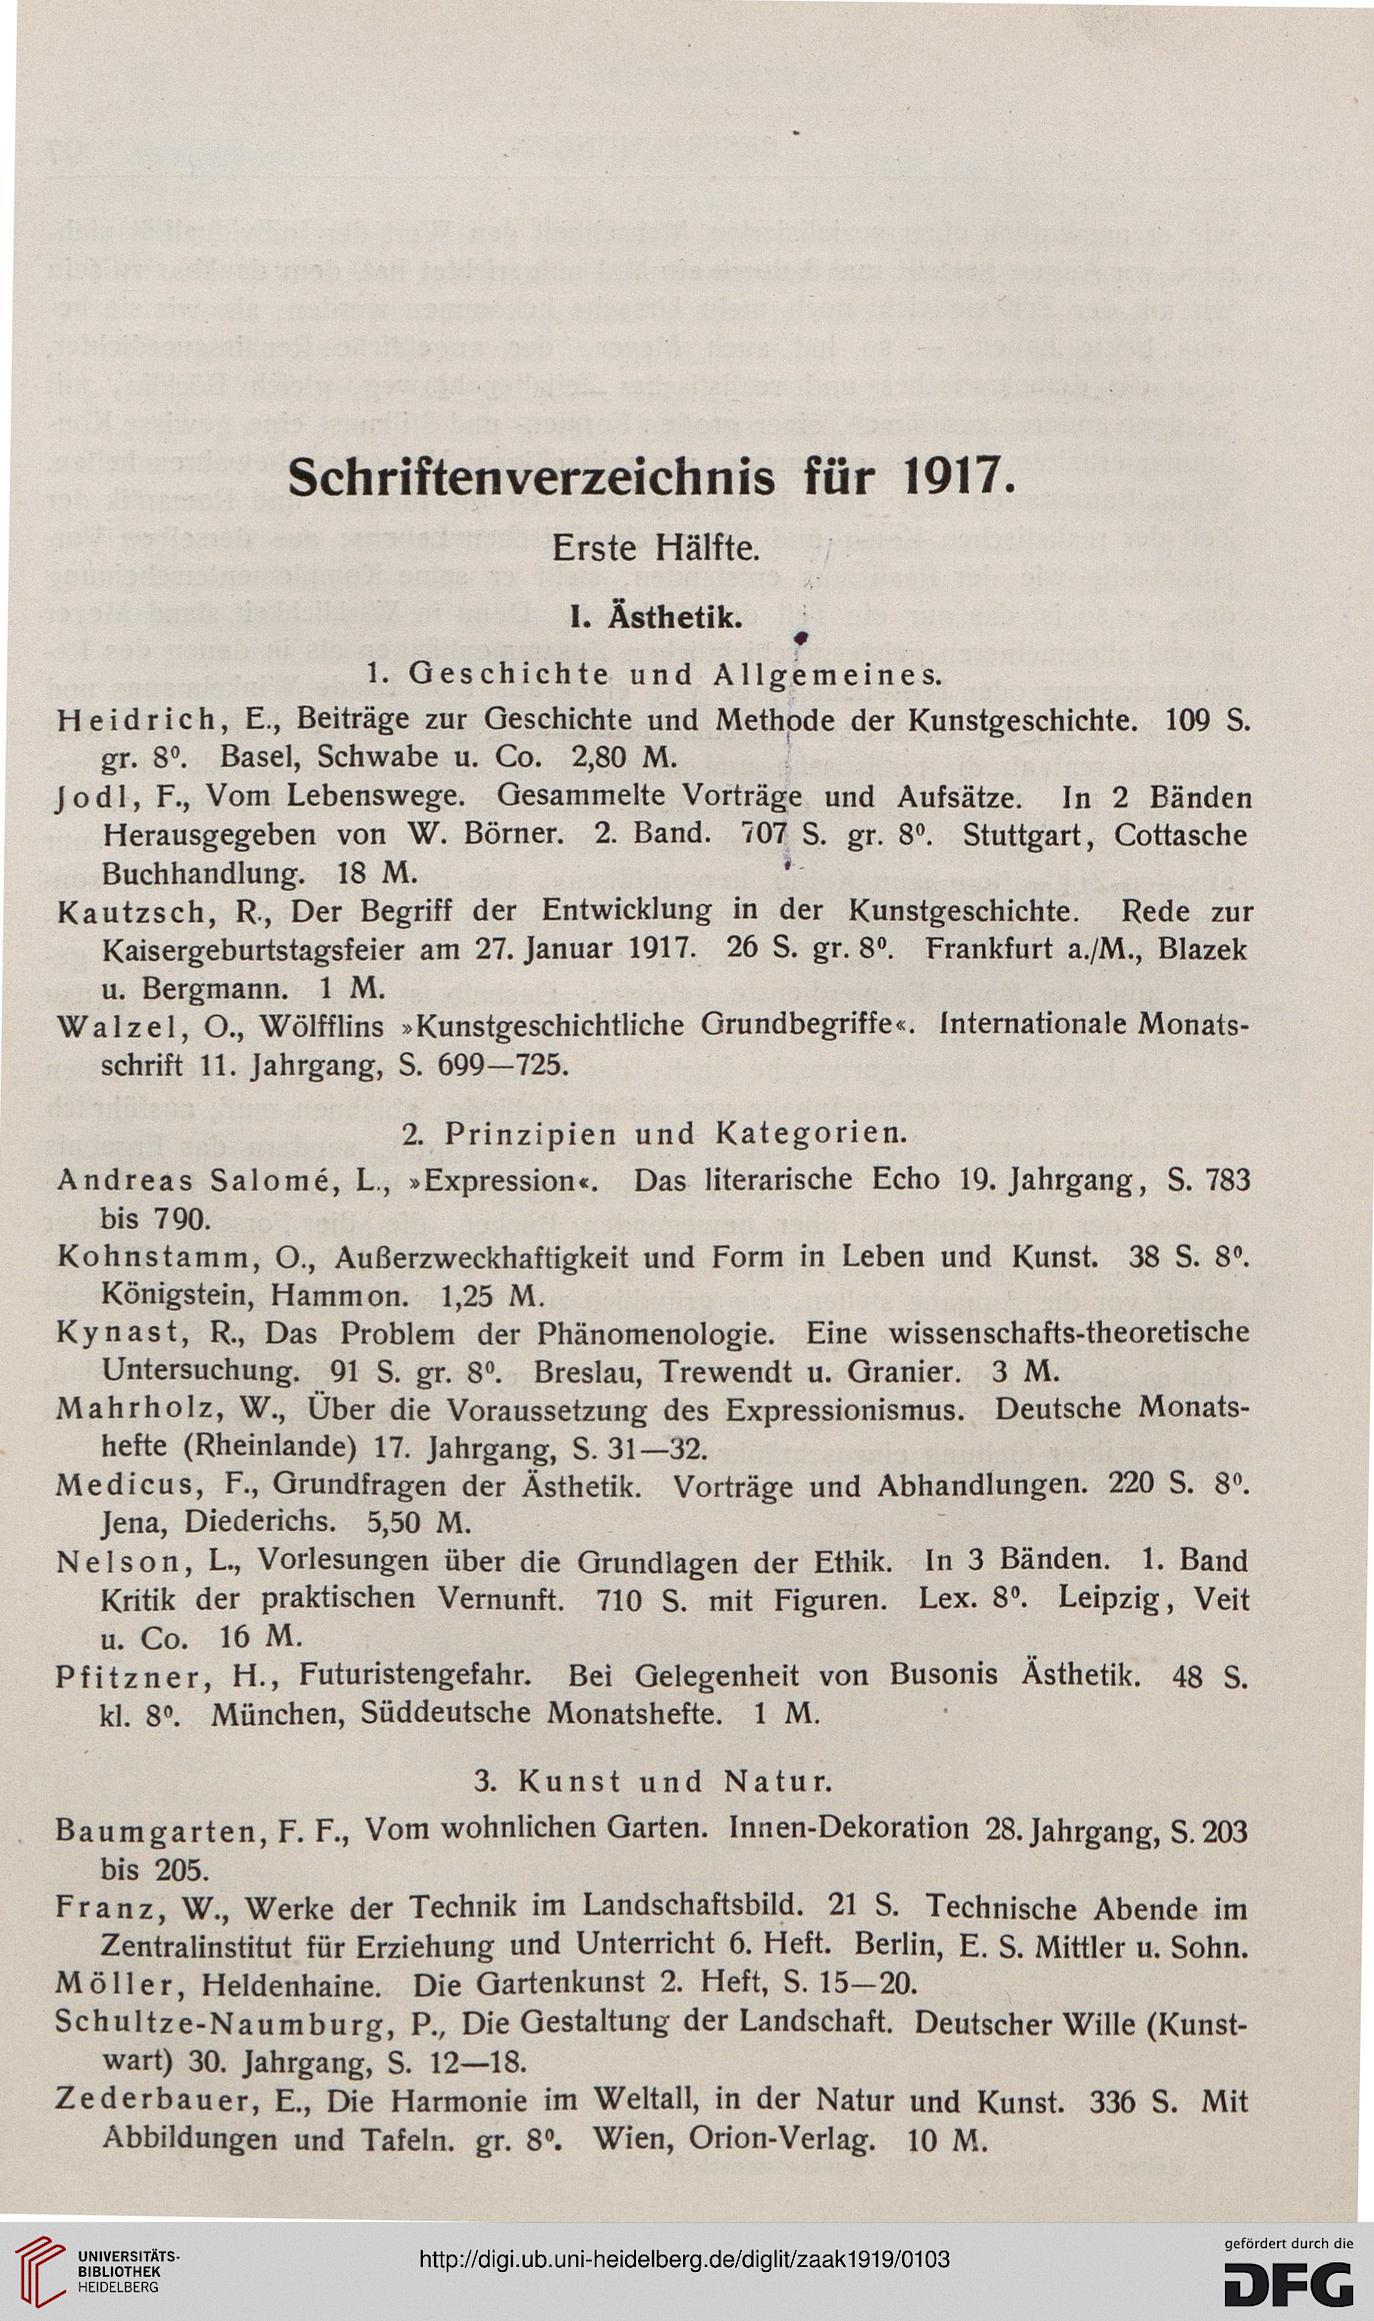 Schriftenverzeichnis für 1917.
Erste Hälfte.
I. Ästhetik.
1. Geschichte und Allgemeines.
Heidrich, E., Beiträge zur Geschichte und Methode der Kunstgeschichte. 109 S.
gr. 8⁰. Basel, Schwabe u. Co. 2,80 M.
Jodl, F., Vom Lebenswege. Gesammelte Vorträge und Aufsätze. In 2 Bänden
Herausgegeben von W. Börner. 2. Band. 707 S. gr. 8⁰. Stuttgart, Cottasche
Buchhandlung. 18 M.
Kautzsch, R., Der Begriff der Entwicklung in der Kunstgeschichte. Rede zur
Kaisergeburtstagsfeier am 27. Januar 1917. 26 S. gr. 8⁰. Frankfurt a./M., Blazek
u. Bergmann. 1 M.
Walzel, O., Wölfflins »Kunstgeschichtliche Grundbegriffe«. Internationale Monats-
schrift 11. Jahrgang, S. 699—725.
2. Prinzipien und Kategorien.
Andreas Salomé, L., »Expression«. Das literarische Echo 19. Jahrgang, S. 783
bis 790.
Kohnstamm, O., Außerzweckhaftigkeit und Form in Leben und Kunst. 38 S. 8⁰.
Königstein, Hammon. 1,25 M.
Kynast, R., Das Problem der Phänomenologie. Eine wissenschafts-theoretische
Untersuchung. 91 S. gr. 8⁰. Breslau, Trewendt u. Granier. 3 M.
Mahrholz, W., Über die Voraussetzung des Expressionismus. Deutsche Monats-
hefte (Rheinlande) 17. Jahrgang, S. 31—32.
Medicus, F., Grundfragen der Ästhetik. Vorträge und Abhandlungen. 220 S. 8⁰.
Jena, Diederichs. 5,50 M.
Nelson, L., Vorlesungen über die Grundlagen der Ethik. In 3 Bänden. 1. Band
Kritik der praktischen Vernunft. 710 S. mit Figuren. Lex. 8⁰. Leipzig, Veit
u. Co. 16 M.
Pfitzner, H., Futuristengefahr. Bei Gelegenheit von Busonis Ästhetik. 48 S.
kl. 8⁰. München, Süddeutsche Monatshefte. 1 M.
3. Kunst und Natur.
Baumgarten, F. F., Vom wohnlichen Garten. Innen-Dekoration 28. Jahrgang, S. 203
bis 205.
Franz, W., Werke der Technik im Landschaftsbild. 21 S. Technische Abende im
Zentralinstitut für Erziehung und Unterricht 6. Heft. Berlin, E. S. Mittler u. Sohn.
Möller, Heldenhaine. Die Gartenkunst 2. Heft, S. 15—20.
Schultze-Naumburg, P., Die Gestaltung der Landschaft. Deutscher Wille (Kunst-
wart) 30. Jahrgang, S. 12—18.
Zederbauer, E., Die Harmonie im Weltall, in der Natur und Kunst. 336 S. Mit
Abbildungen und Tafeln. gr. 8⁰. Wien, Orion-Verlag. 10 M.
UNIVERSITÄTS-
BIBLIOTHEK
HEIDELBERG
http://digi.ub.uni-heidelberg.de/diglit/zaak1919/0103
gefördert durch die
DFG